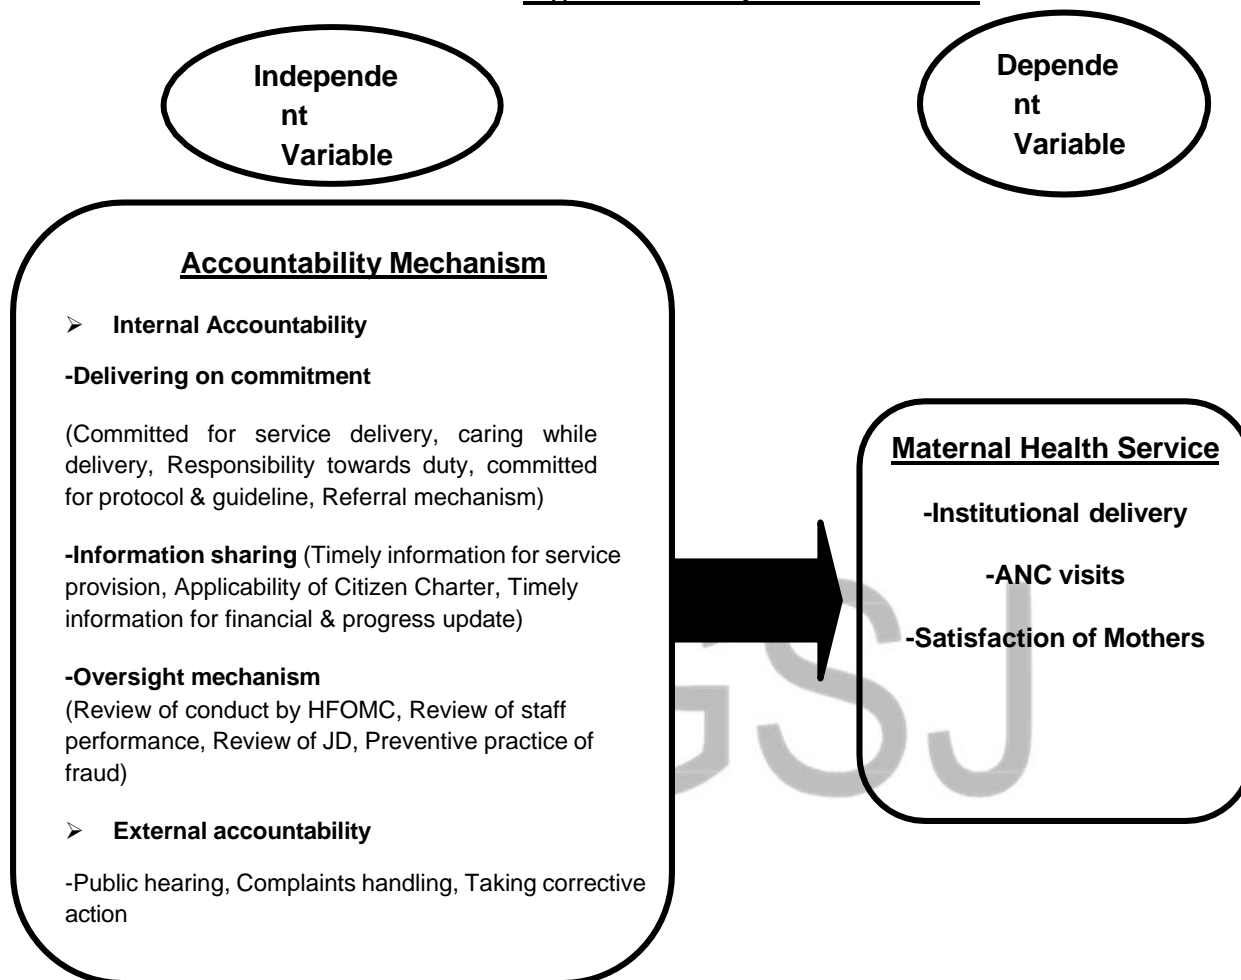 Independe
nt
Variable
Depende
nt
Variable
Accountability Mechanism
➢ Internal Accountability
-Delivering on commitment
(Committed for service delivery, caring while
delivery, Responsibility towards duty, committed
for protocol & guideline, Referral mechanism)
-Information sharing (Timely information for service
provision, Applicability of Citizen Charter, Timely
information for financial & progress update)
-Oversight mechanism
(Review of conduct by HFOMC, Review of staff
performance, Review of JD, Preventive practice of
fraud)
➢ External accountability
-Public hearing, Complaints handling, Taking corrective
action
Maternal Health Service
-Institutional delivery
-ANC visits
-Satisfaction of Mothers
GSJ